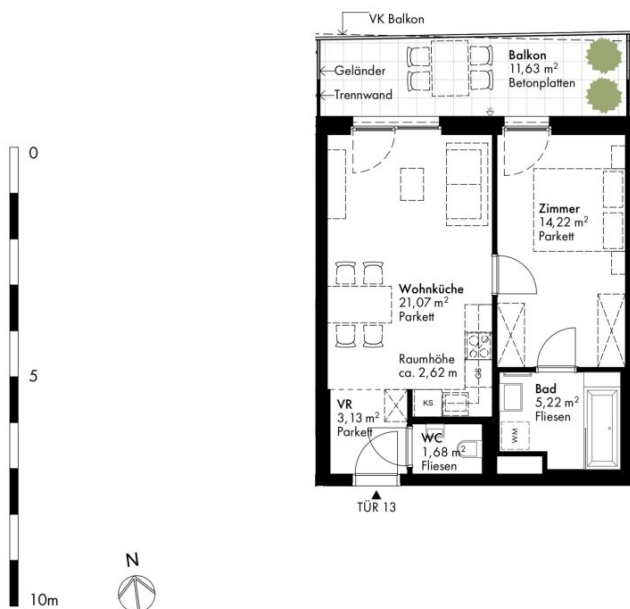 VK Balkon
Balkon
11,63 m²
Betonplatten
Geländer
Trennwand
0
Zimmer
14,22 m²
Parkett
Wohnküche
21,07 m²
Parkett
Raumhöhe
ca. 2,62 m
GS
5
KS
VR
3,13 m²
Parkett
WC
1,68 m²
Fliesen
Bad
5,22 m²
Fliesen
WM
TÜR 13
N
10m